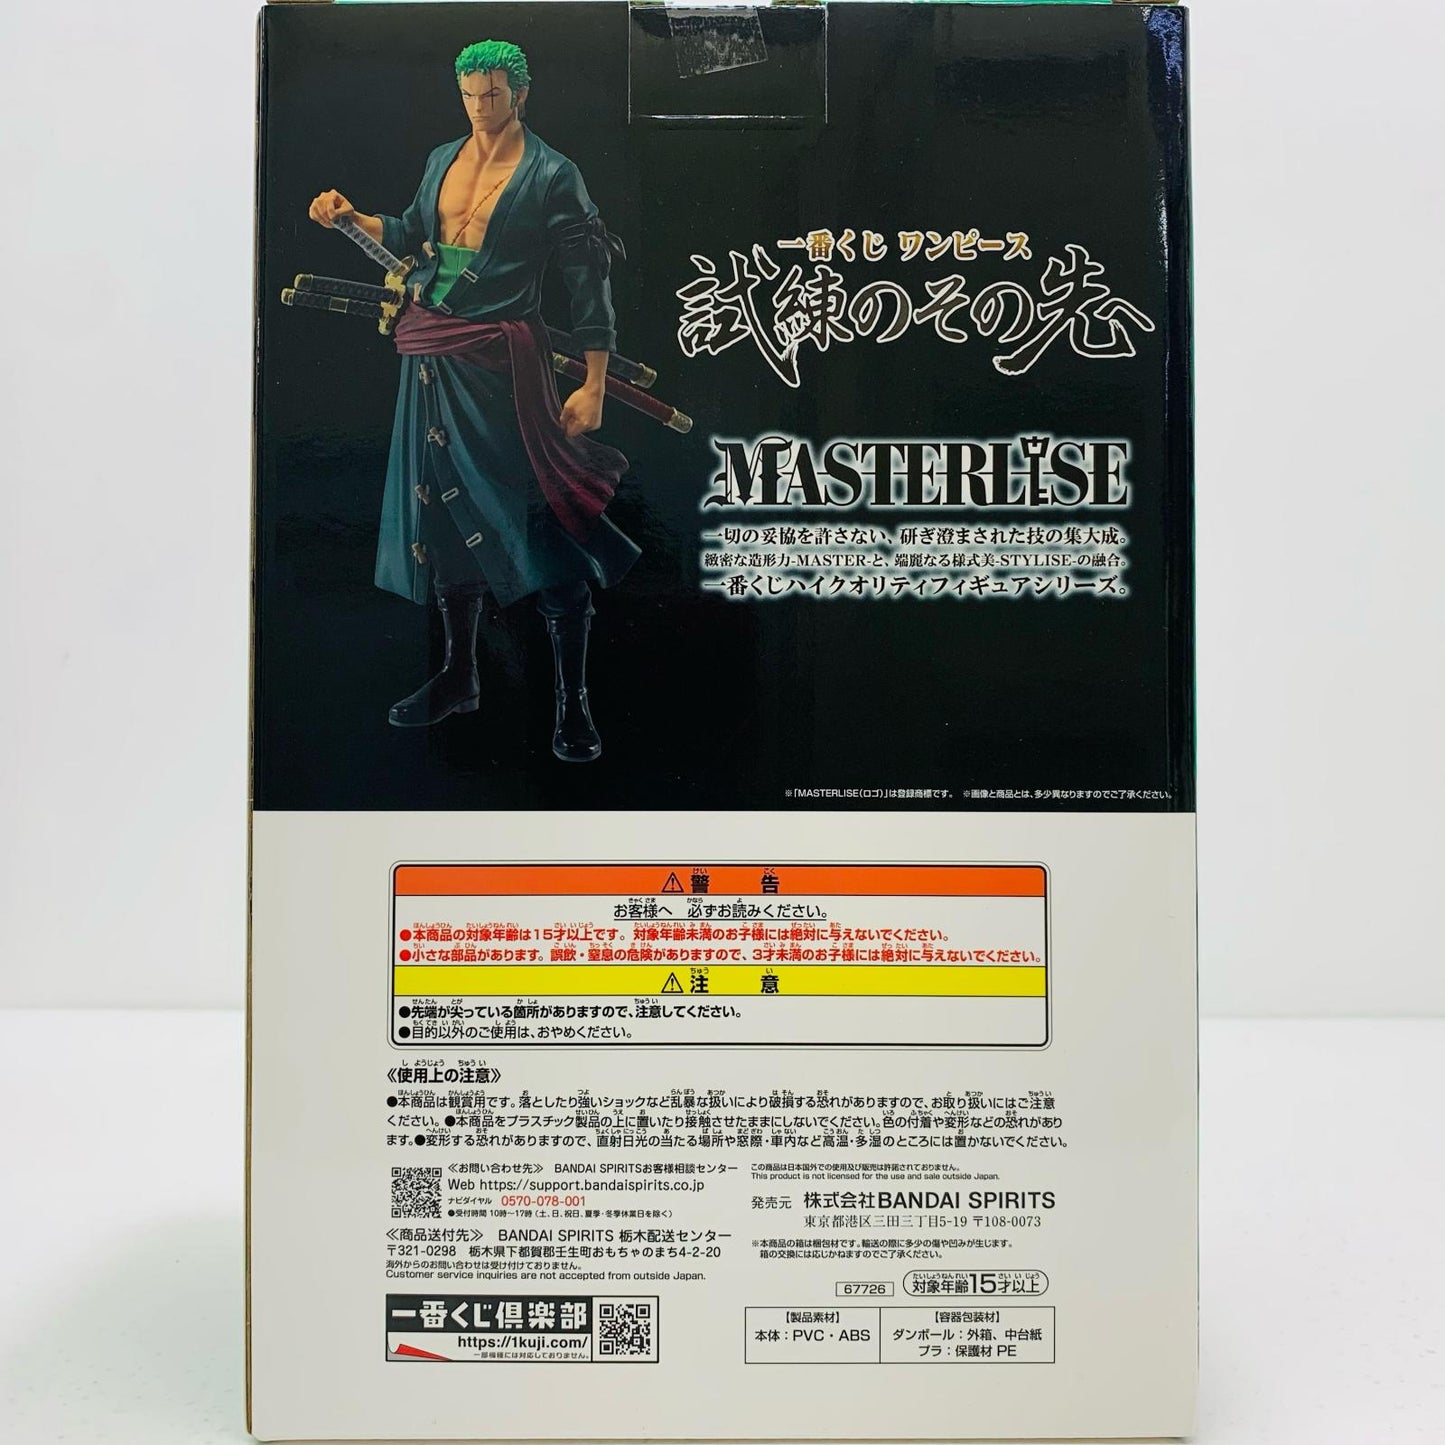 一番くじ ワンピース
試練のその先
MASTERLISE
一切の妥協を許さない、研ぎ澄まされた技の集大成。
緻密な造形力-MASTER-と、端麗なる様式美-STYLISE-の融合。
一番くじハイクオリティフィギュアシリーズ。
※「MASTERLISE(ロゴ)」は登録商標です。 ※画像と商品とは、多少異なりますのでご了承ください。
⚠警告
お客様へ 必ずお読みください。
●本商品の対象年齢は15才以上です。対象年齢未満のお子様には絶対に与えないでください。
●小さな部品があります。誤飲・窒息の危険がありますので、3才未満のお子様には絶対に与えないでください。
⚠注意
●先端が尖っている箇所がありますので、注意してください。
●目的以外のご使用は、おやめください。
《使用上の注意》
●本商品は観賞用です。落としたり強いショックなど乱暴な扱いにより破損する恐れがありますので、お取り扱いにはご注意
ください。●本商品をプラスチック製品の上に置いたり接触させたままにしないでください。色の付着や変形などの恐れがあり
ます。●変形する恐れがありますので、直射日光の当たる場所や窓際・車内など高温・多湿のところには置かないでください。
≪お問い合わせ先≫ BANDAI SPIRITSお客様相談センター
Web https://support.bandaispirits.co.jp
ナビダイヤル 0570-078-001
●受付時間 10時～17時（土、日、祝日、夏季・冬季休業日を除く）
≪商品送付先≫ BANDAI SPIRITS 栃木配送センター
〒321-0298 栃木県下都賀郡壬生町おもちゃのまち4-2-20
海外からのお問い合わせは受け付けておりません。
Customer service inquiries are not accepted from outside Japan.
この商品は日本国外での使用及び販売は許諾されておりません。
This product is not licensed for the use and sale outside Japan.
発売元 株式会社BANDAI SPIRITS
東京都港区三田三丁目5-19 〒108-0073
※本商品の箱は梱包材です。輸送の際に多少の傷や凹みが生じます。
箱の交換には応じかねますのでご了承ください。
67726
対象年齢15才以上
一番くじ倶楽部
https://1kuji.com/
一部機種には対応しておりません。
【製品素材】
本体：PVC・ABS
【容器包装材】
ダンボール：外箱、中台紙
プラ：保護材 PE